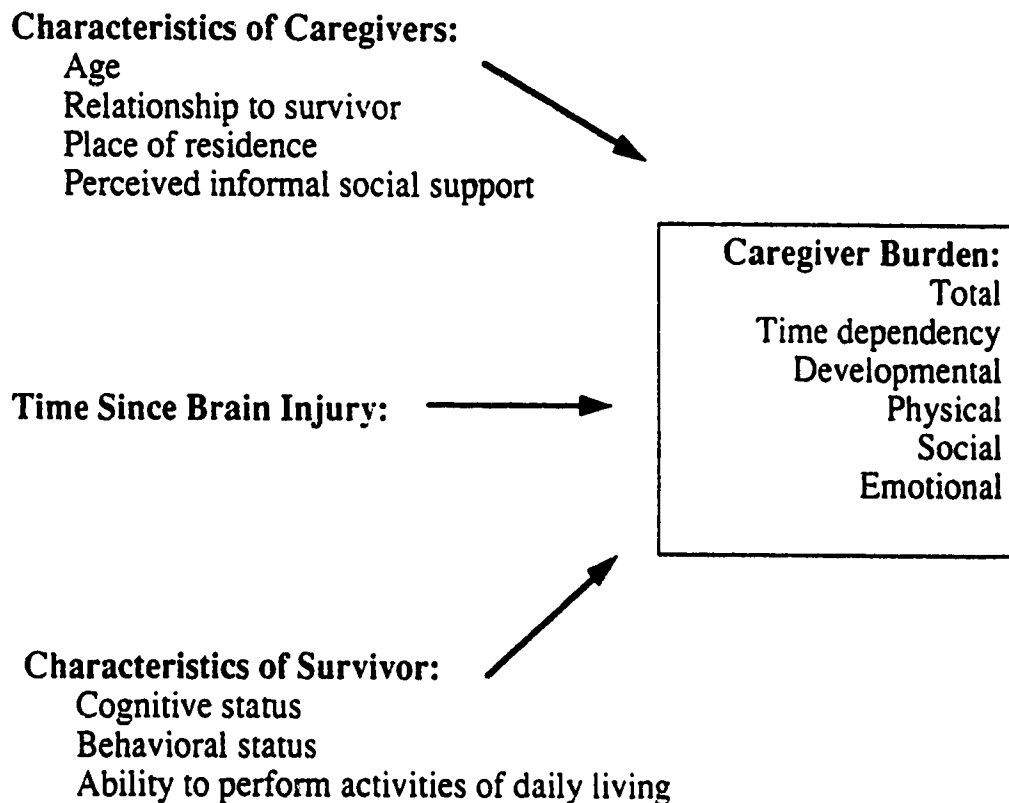 Characteristics of Caregivers:
Age
Relationship to survivor
Place of residence
Perceived informal social support
Caregiver Burden:
Total
Time dependency
Developmental
Physical
Social
Emotional
Time Since Brain Injury:
Characteristics of Survivor:
Cognitive status
Behavioral status
Ability to perform activities of daily living